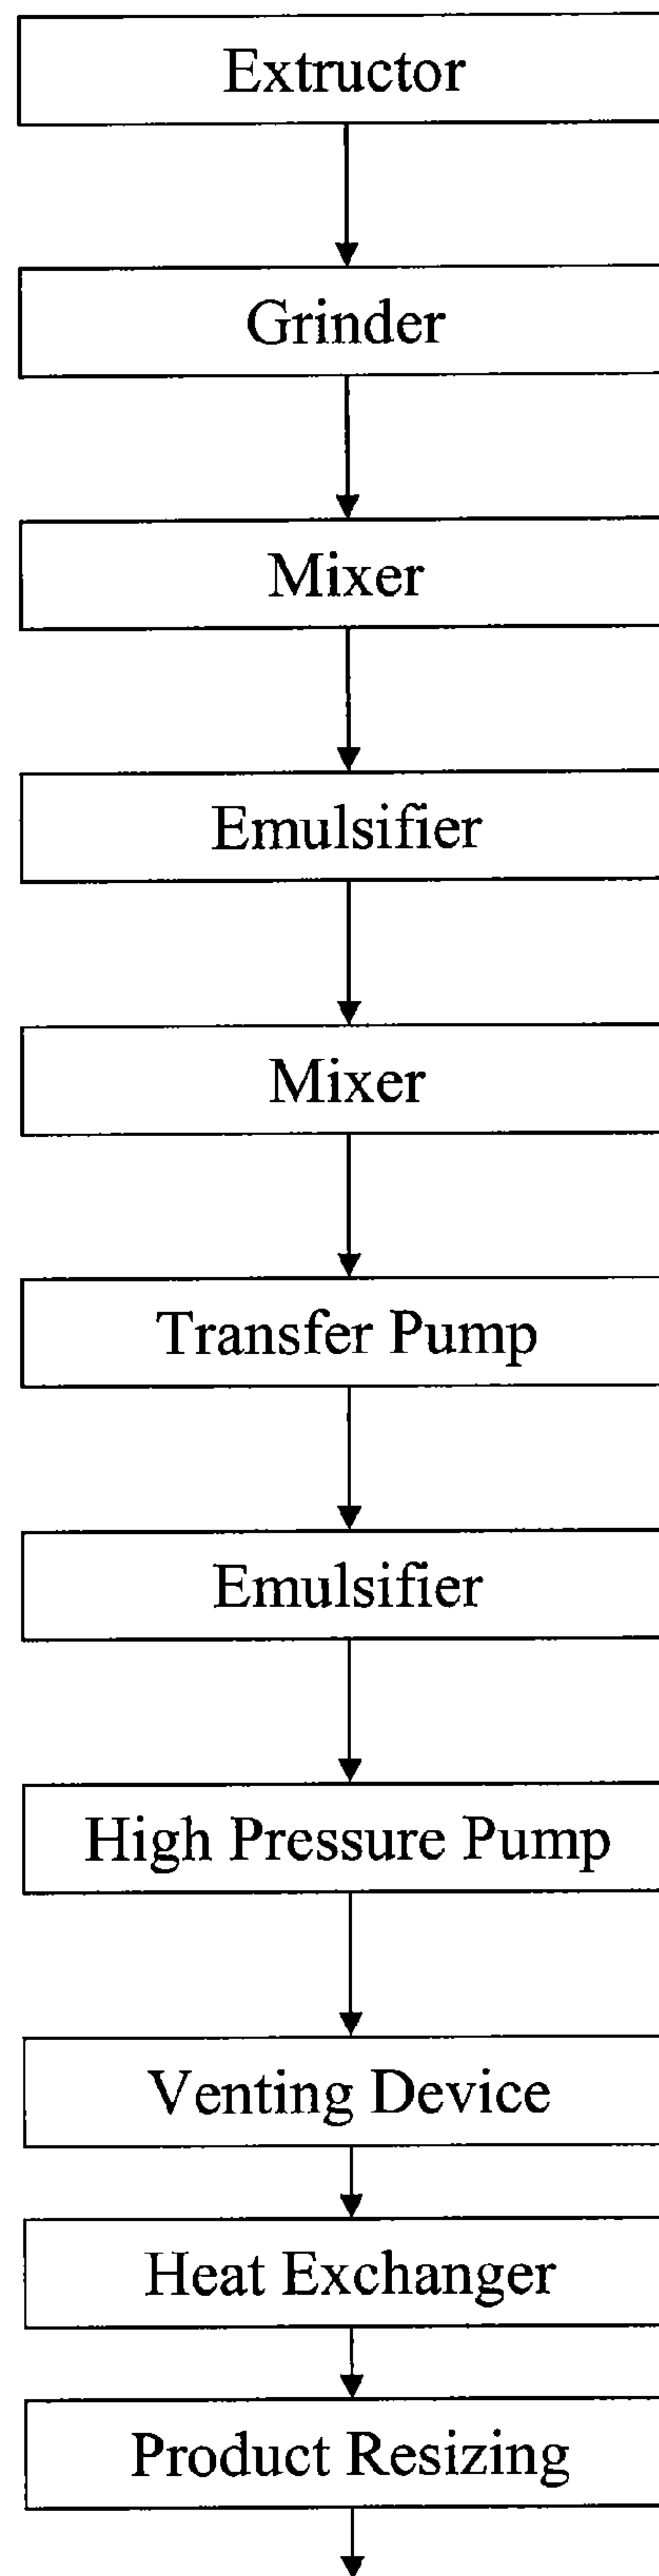 Extructor
Grinder
Mixer
Emulsifier
Mixer
Transfer Pump
Emulsifier
High Pressure Pump
Venting Device
Heat Exchanger
Product Resizing